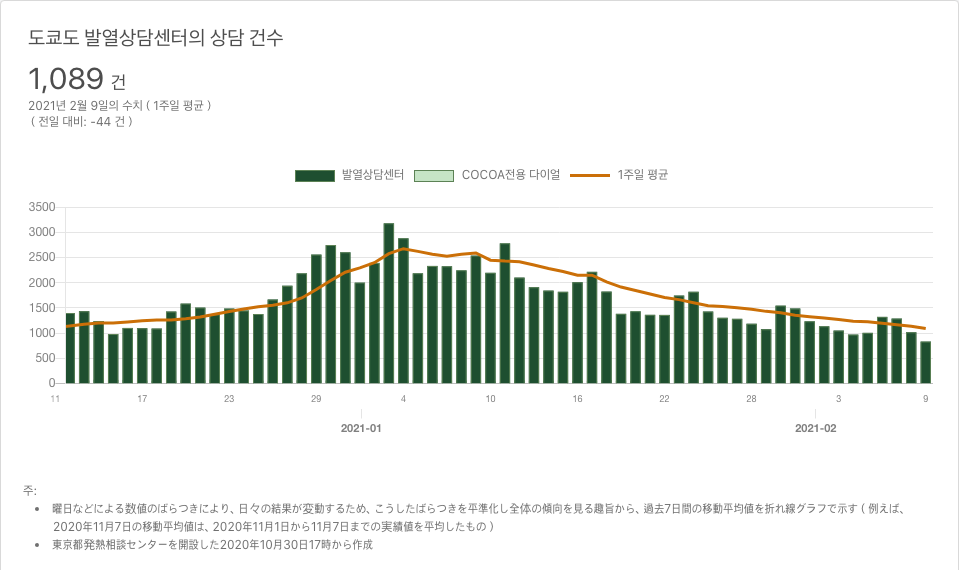 도쿄도 발열상담센터의 상담 건수
1,089 건
2021년 2월 9일의 수치 ( 1주일 평균 )
( 전일 대비: -44 건 )
발열상담센터 COCOA전용 다이얼 1주일 평균
3500
3000
2500
2000
1500
1000
500
0
11 17 23 29 4 10 16 22 28 3 9
2021-01 2021-02
주:
• 曜日などによる数値のばらつきにより、日々の結果が変動するため、こうしたばらつきを平準化し全体の傾向を見る趣旨から、過去7日間の移動平均値を折れ線グラフで示す ( 例えば、
2020年11月7日の移動平均値は、2020年11月1日から11月7日までの実績値を平均したもの )
• 東京都発熱相談センターを開設した2020年10月30日17時から作成